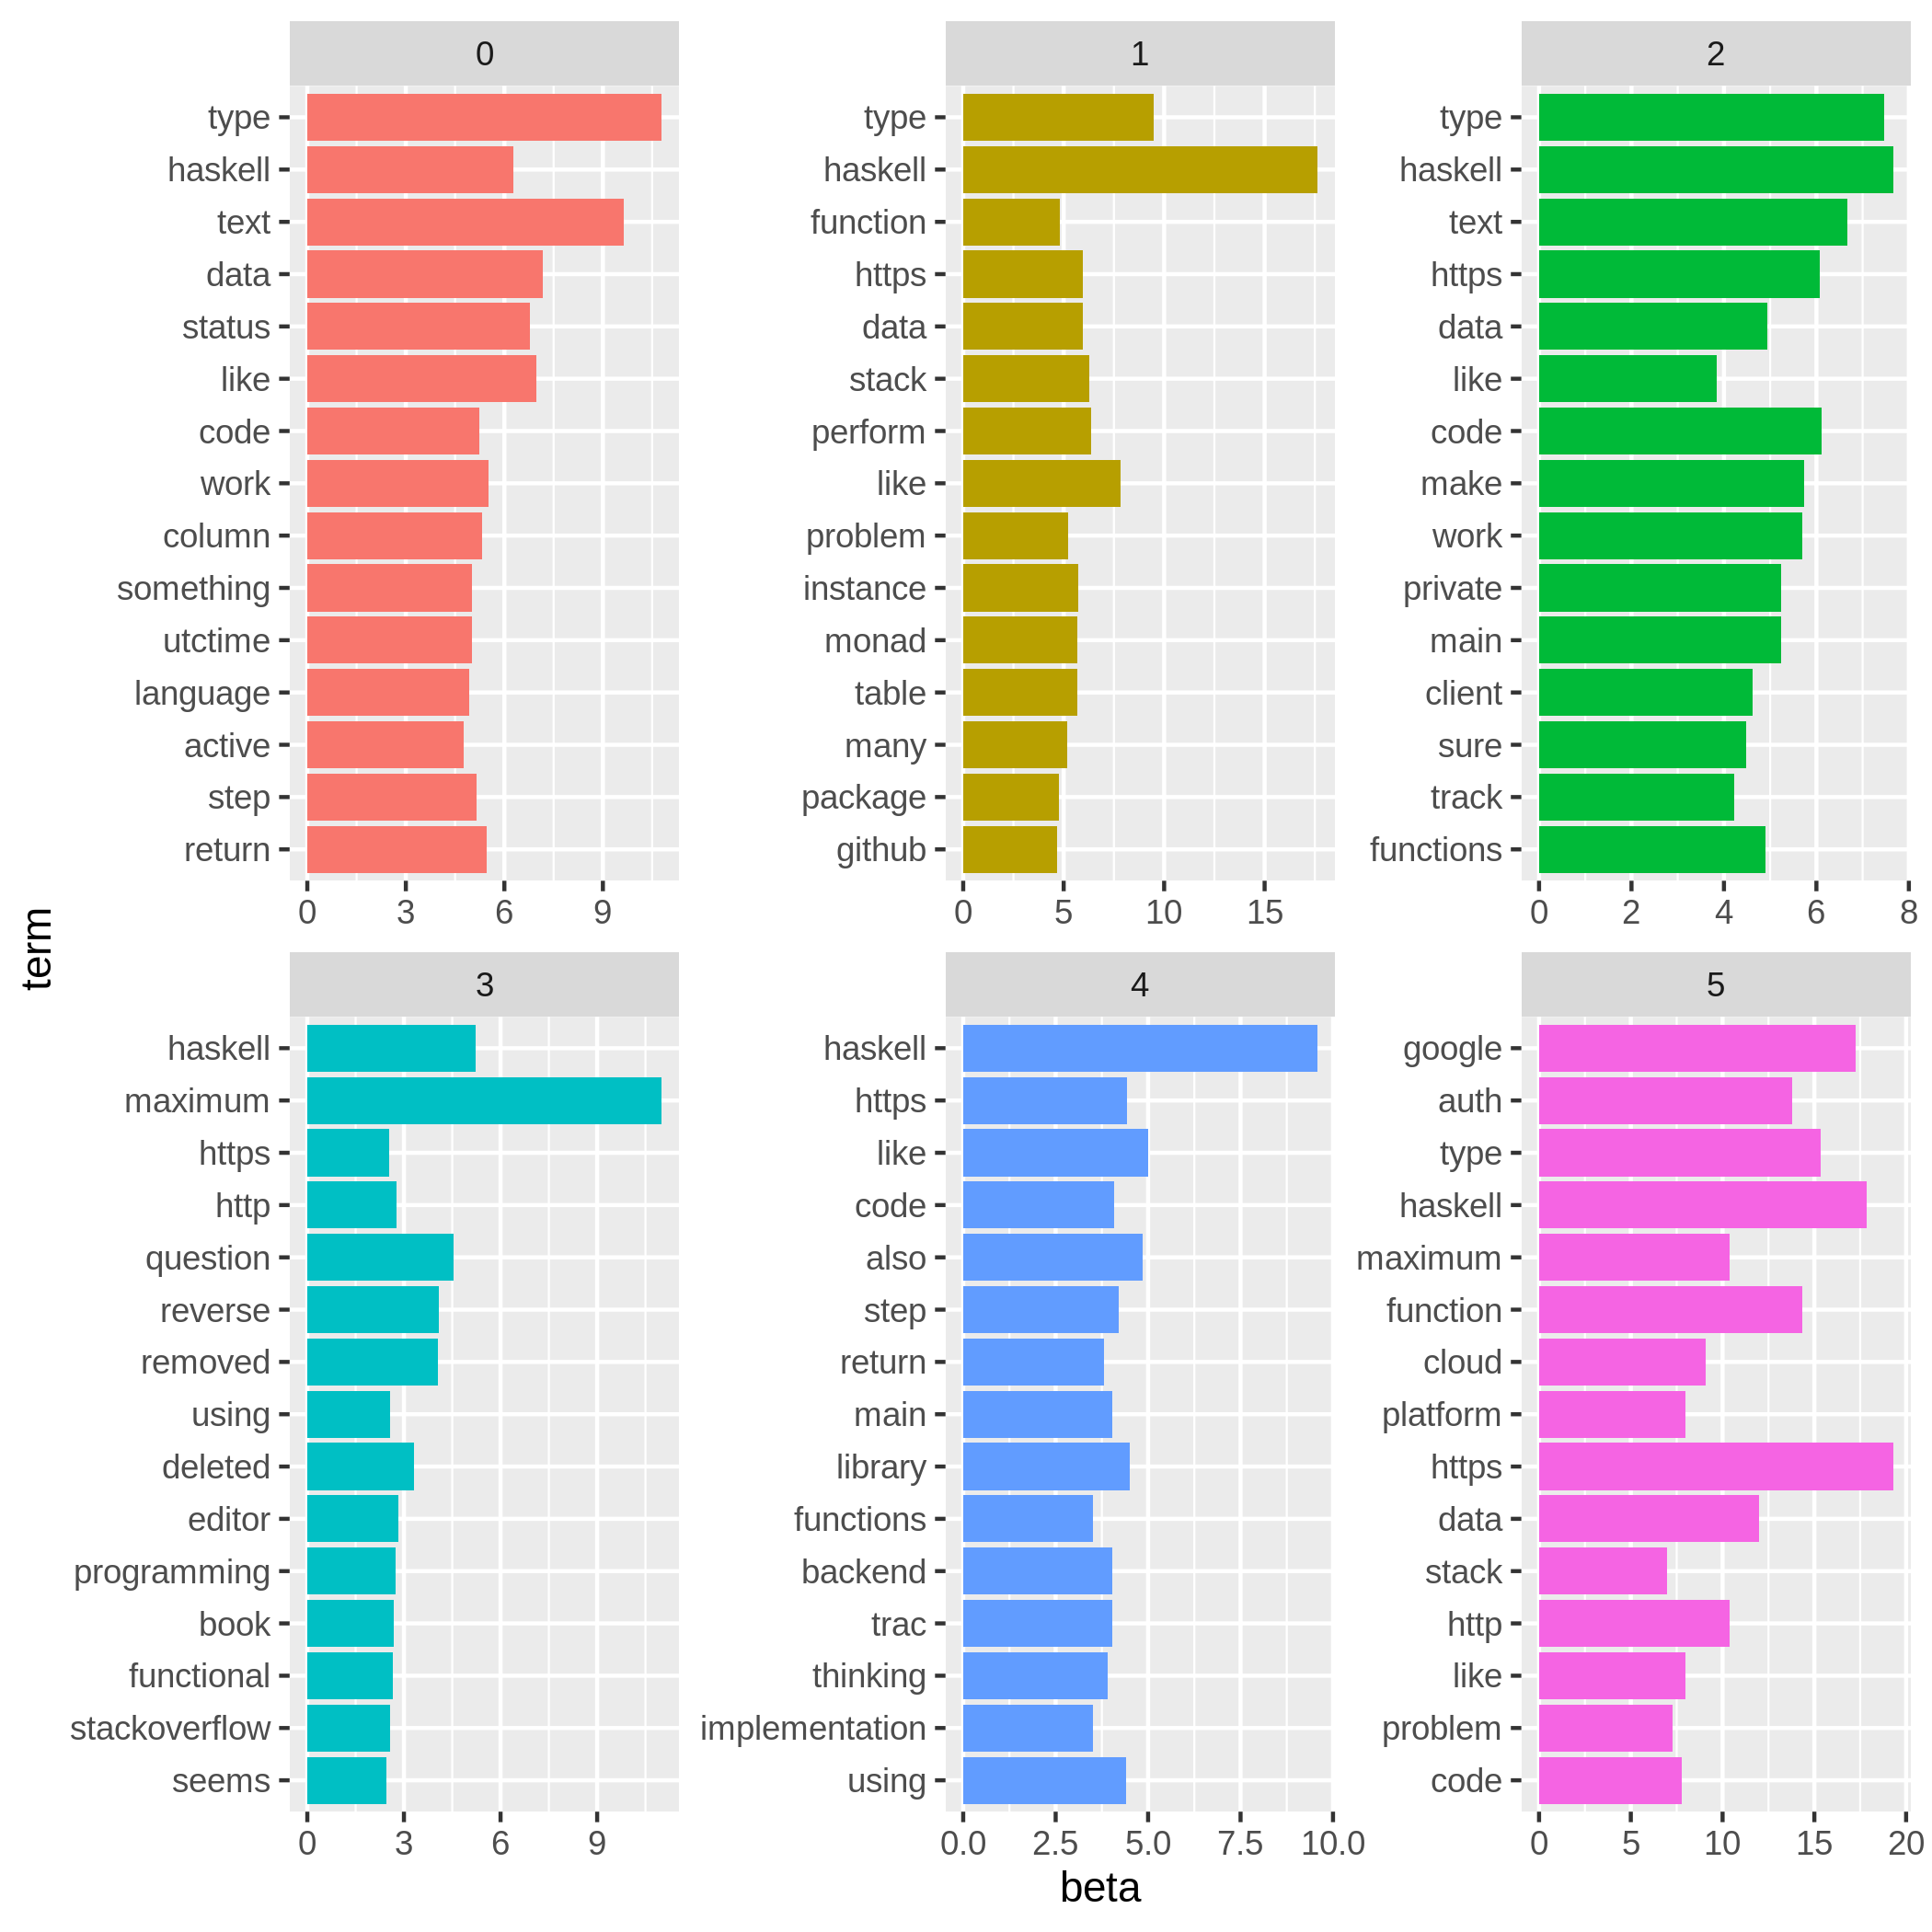 0
type
haskell
text
data
status
like
code
work
column
something
utctime
language
active
step
return
0 3 6 9
1
type
haskell
function
https
data
stack
perform
like
problem
instance
monad
table
many
package
github
0 5 10 15
2
type
haskell
text
https
data
like
code
make
work
private
main
client
sure
track
functions
0 2 4 6 8
term
3
haskell
maximum
https
http
question
reverse
removed
using
deleted
editor
programming
book
functional
stackoverflow
seems
0 3 6 9
4
haskell
https
like
code
also
step
return
main
library
functions
backend
trac
thinking
implementation
using
0.0 2.5 5.0 7.5 10.0
5
google
auth
type
haskell
maximum
function
cloud
platform
https
data
stack
http
like
problem
code
0 5 10 15 20
beta